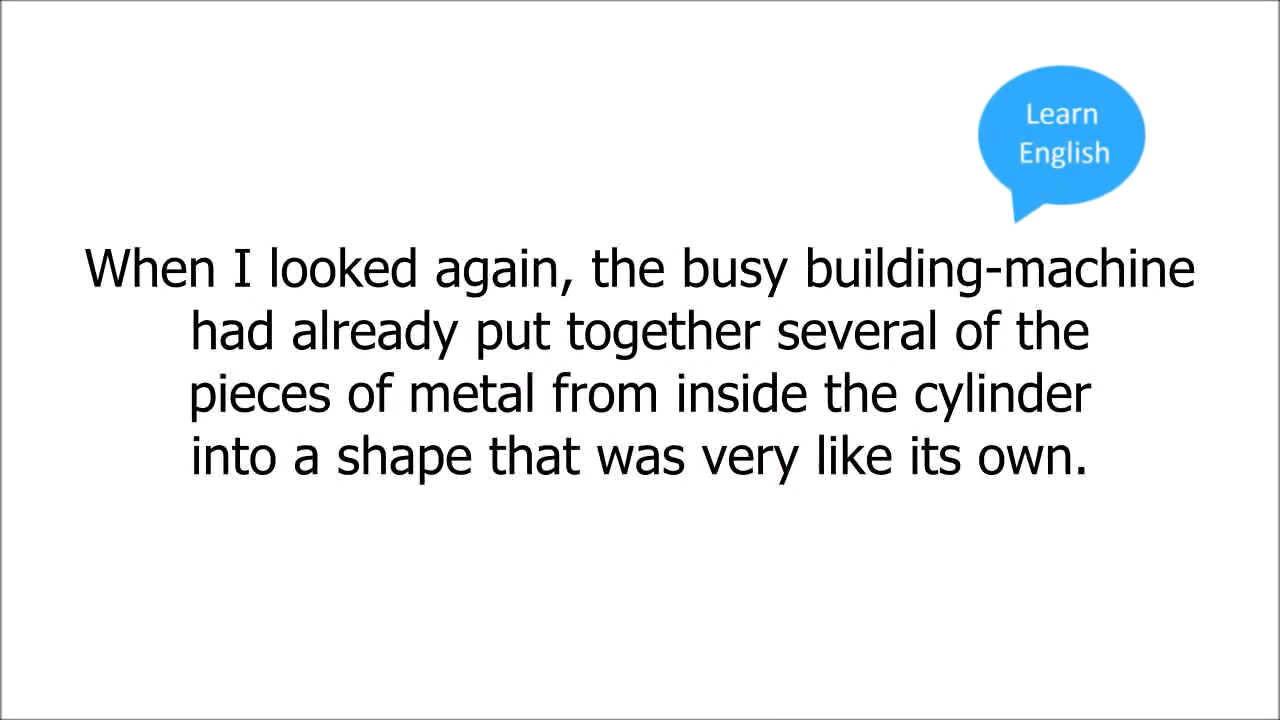 Learn
English
When I looked again, the busy building-machine
had already put together several of the
pieces of metal from inside the cylinder
into a shape that was very like its own.